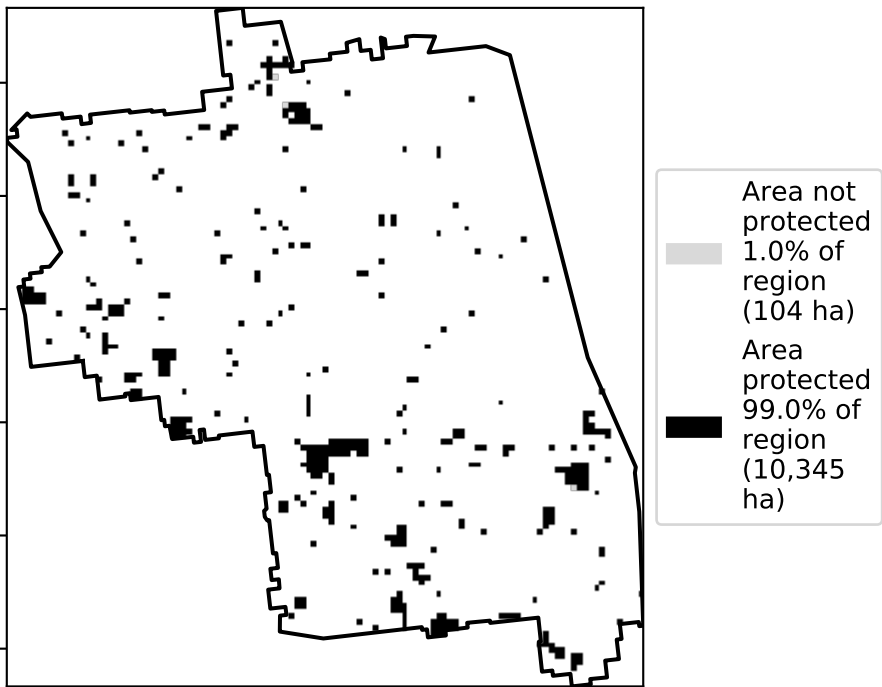 Area not
protected
1.0% of
region
(104 ha)
Area
protected
99.0% of
region
(10,345
ha)